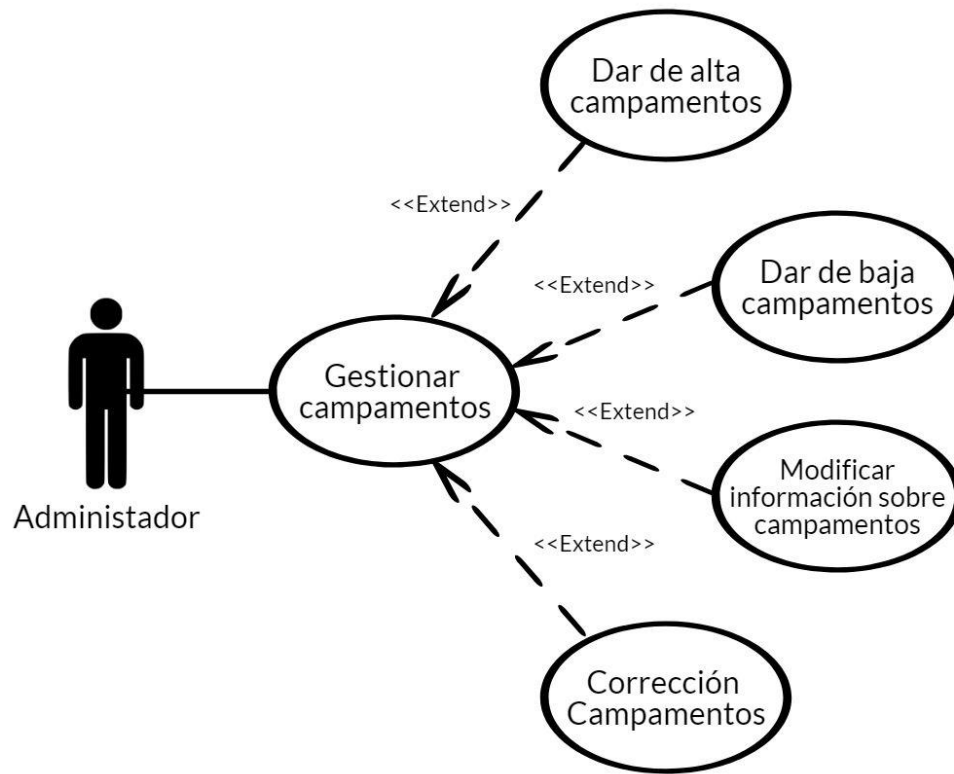 Dar de alta
campamentos
<<Extend>>
<<Extend>>
Dar de baja
campamentos
Gestionar
campamentos
<<Extend>>
Modificar
información sobre
campamentos
Administador
<<Extend>>
Corrección
Campamentos